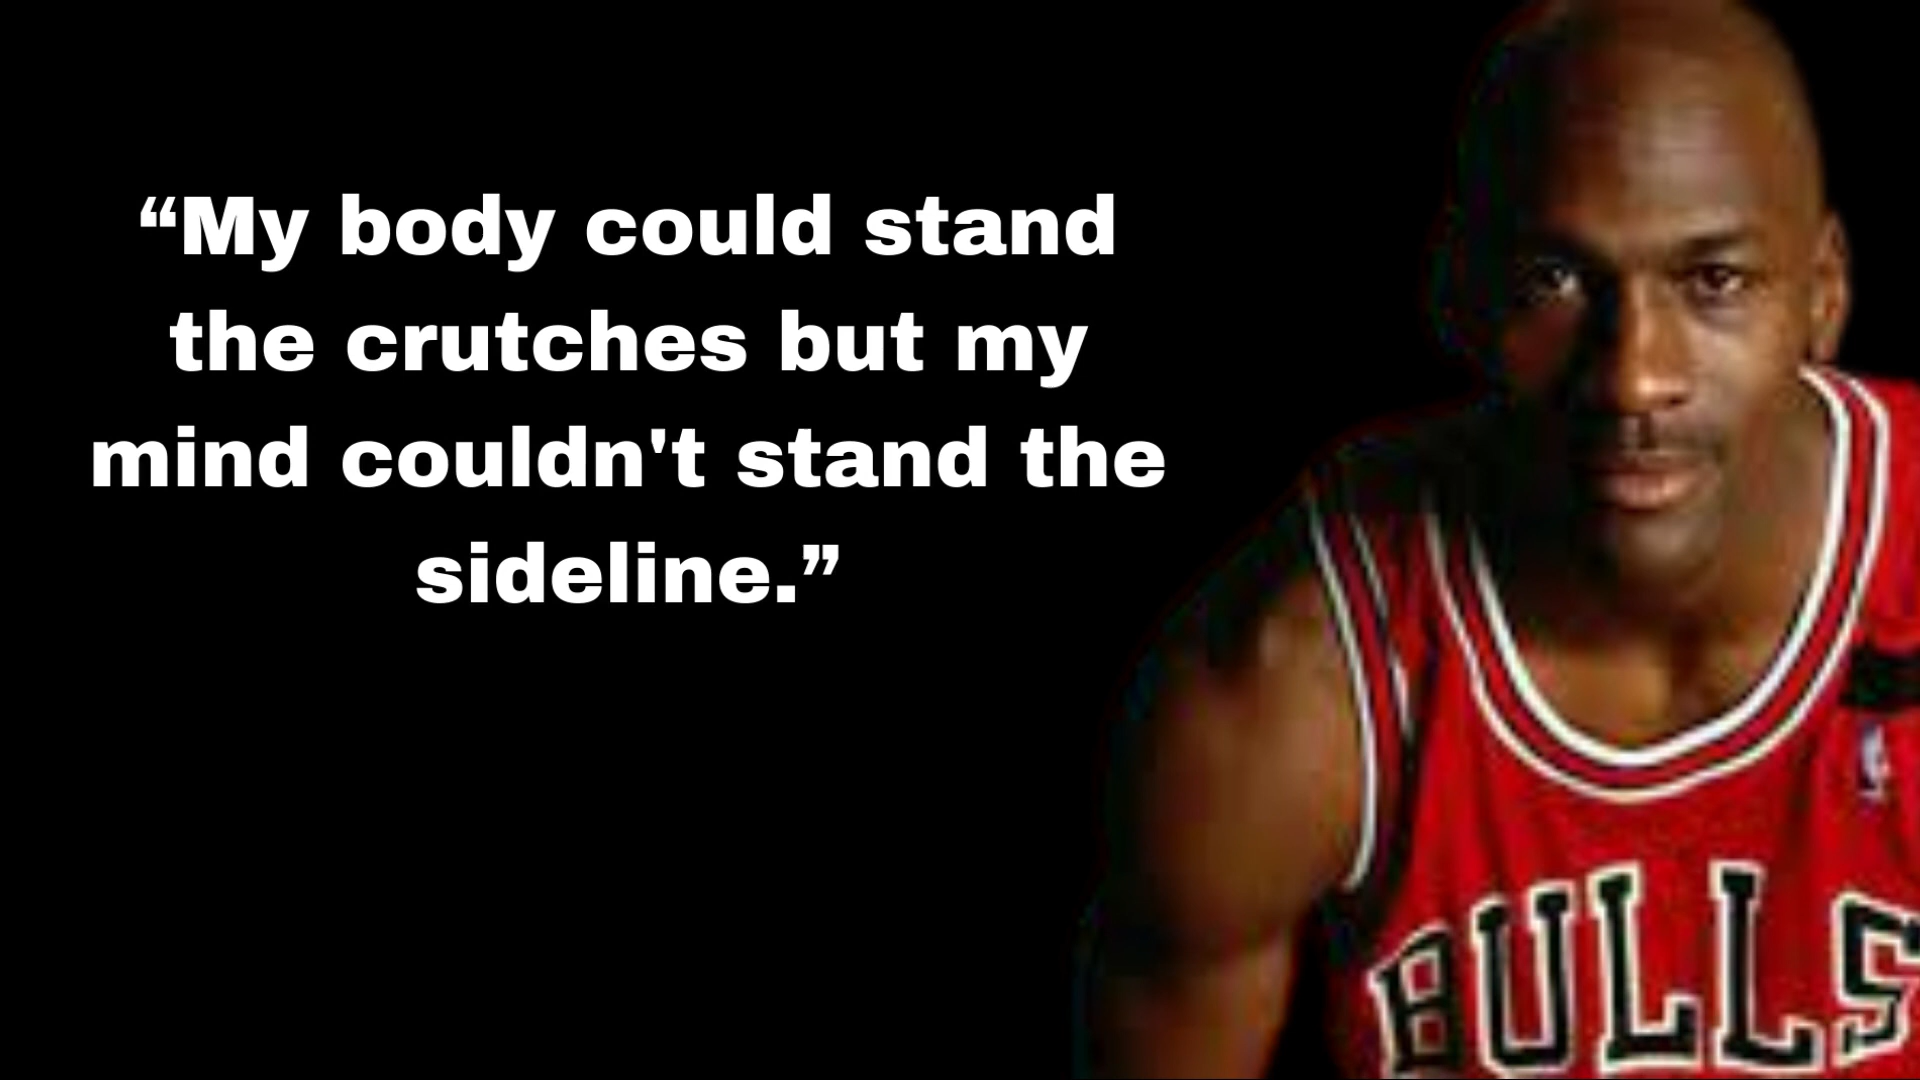 “My body could stand
the crutches but my
mind couldn't stand the
sideline.”
BULLS